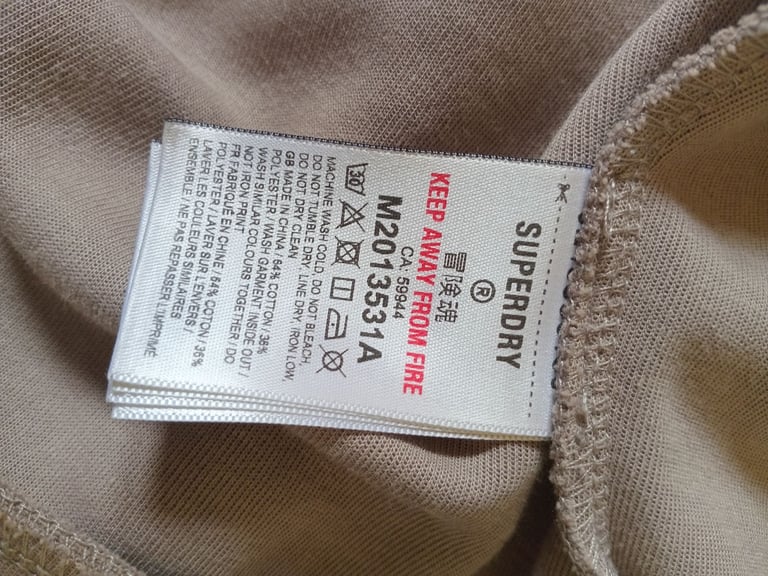 SUPERDRY
®
冒険魂
KEEP AWAY FROM FIRE
CA: 59944
M2013531A
30
MACHINE WASH COLD, DO NOT BLEACH,
DO NOT TUMBLE DRY, LINE DRY, IRON LOW,
DO NOT DRY CLEAN
GB MADE IN CHINA / 64% COTTON / 36%
POLYESTER / WASH GARMENT INSIDE OUT /
WASH SIMILAR COLOURS TOGETHER / DO
NOT IRON PRINT
FR FABRIQUÉ EN CHINE / 64% COTON / 36%
POLYESTER / LAVER SUR L'ENVERS /
LAVER LES COULEURS SIMILAIRES
ENSEMBLE / NE PAS REPASSER L'IMPRIMÉ